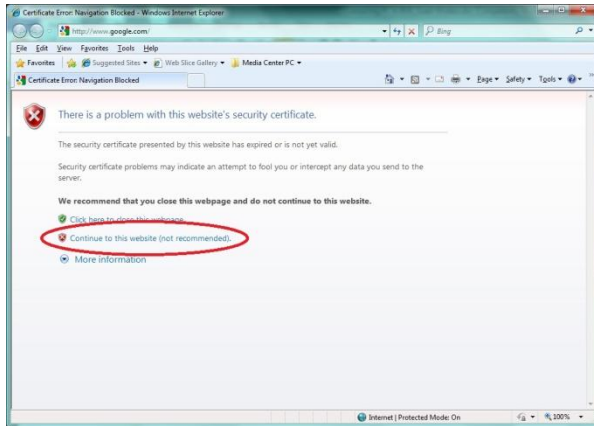 Certificate Error: Navigation Blocked - Windows Internet Explorer
http://www.google.com/
Bing
File Edit View Favorites Tools Help
Favorites Suggested Sites Web Slice Gallery Media Center PC
Certificate Error: Navigation Blocked
Page Safety Tools
There is a problem with this website's security certificate.
The security certificate presented by this website has expired or is not yet valid.
Security certificate problems may indicate an attempt to fool you or intercept any data you send to the
server.
We recommend that you close this webpage and do not continue to this website.
Click here to close this webpage.
Continue to this website (not recommended).
More information
Internet | Protected Mode: On
100%